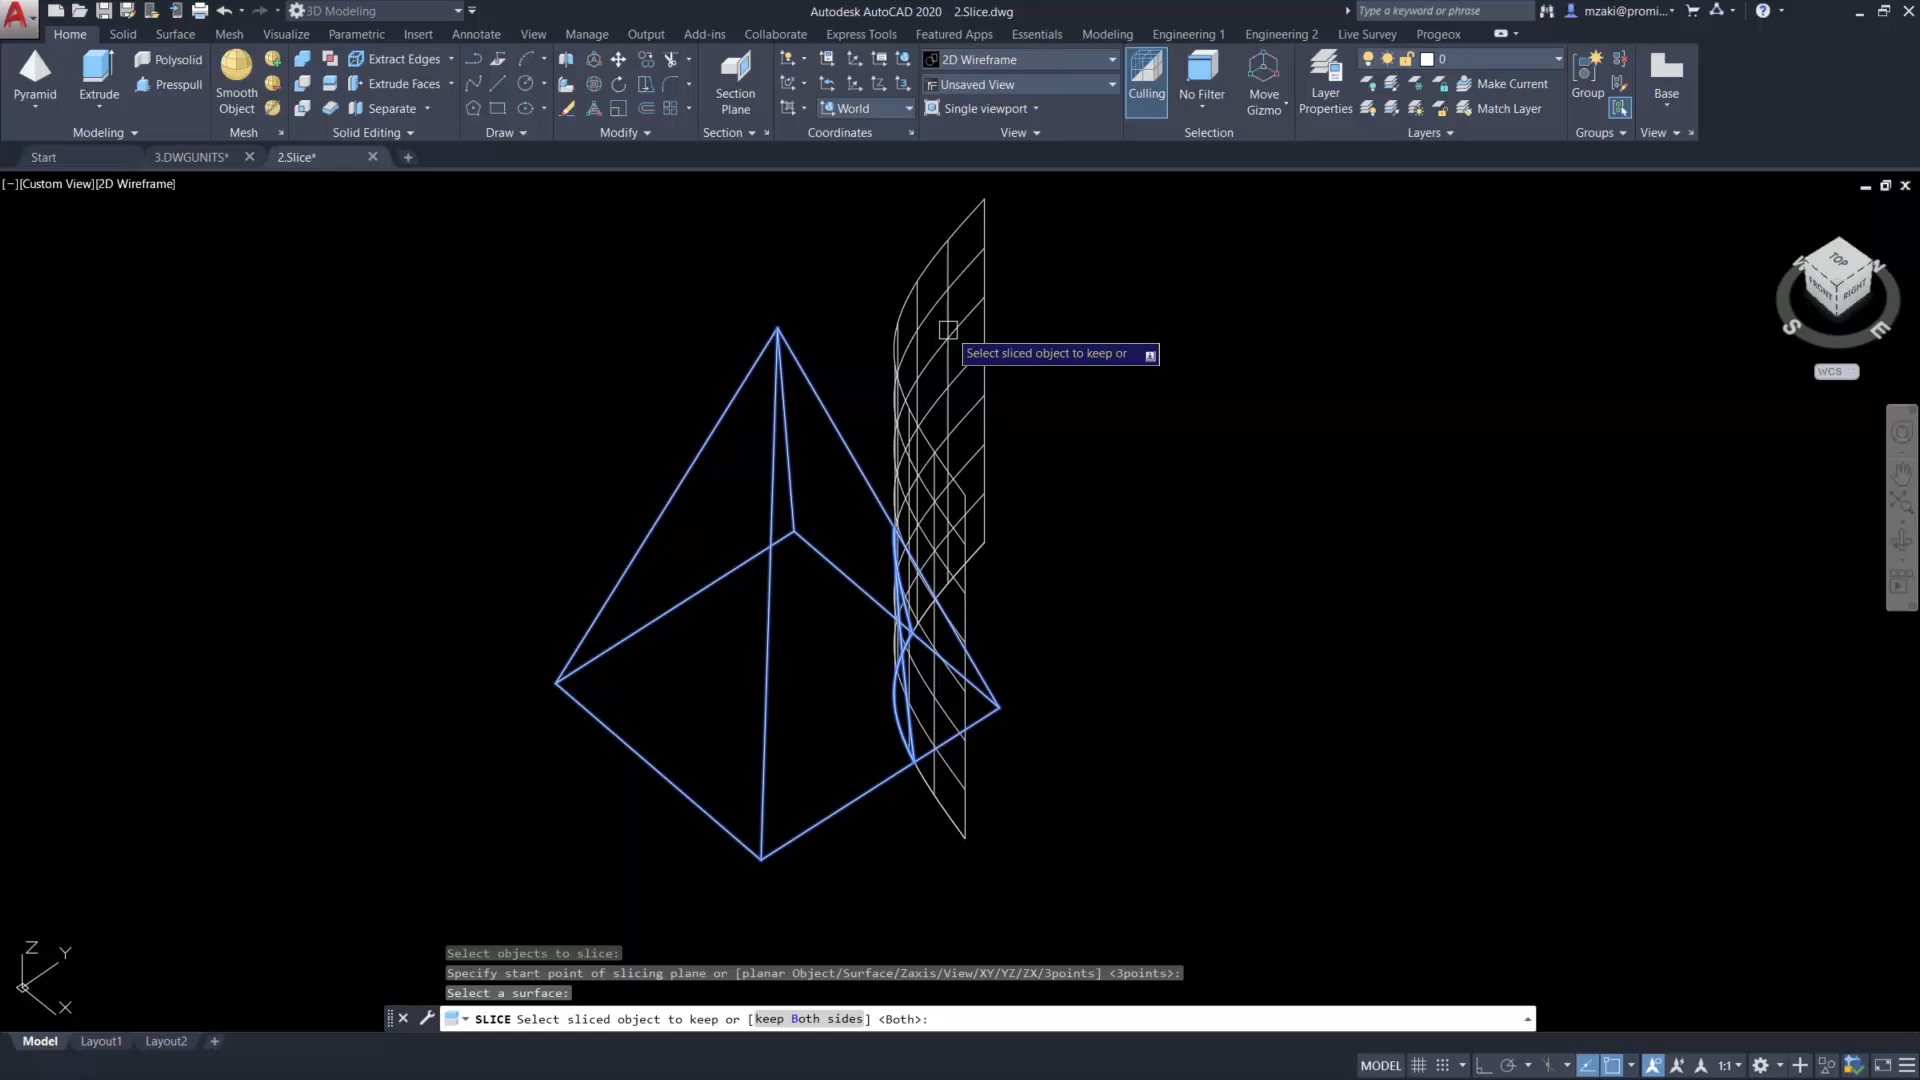 3D Modeling
Autodesk AutoCAD 2020 2.Slice.dwg
Type a keyword or phrase
mzaki@promi...
Home Solid Surface Mesh Visualize Parametric Insert Annotate View Manage Output Add-ins Collaborate Express Tools Featured Apps Essentials Modeling Engineering 1 Engineering 2 Live Survey Progeox
Pyramid
Extrude
Polysolid
Presspull
Modeling
Smooth
Object
Mesh
Extract Edges
Extrude Faces
Separate
Solid Editing
Draw
Modify
Section
Plane
Section
World
Coordinates
2D Wireframe
Unsaved View
Single viewport
View
Culling
No Filter
Move
Gizmo
Selection
Layer
Properties
0
Make Current
Match Layer
Layers
Group
Groups
Base
View
Start
3.DWGUNITS*
2.Slice*
[−][Custom View][2D Wireframe]
TOP
FRONT
RIGHT
W
N
S
E
WCS
Select sliced object to keep or
Z
Y
X
Select objects to slice:
Specify start point of slicing plane or [planar Object/Surface/Zaxis/View/XY/YZ/ZX/3points] <3points>:
Select a surface:
SLICE Select sliced object to keep or [keep Both sides] <Both>:
Model Layout1 Layout2
MODEL
1:1